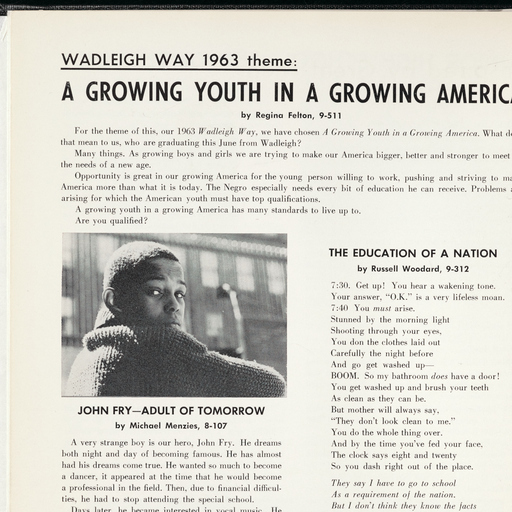 WADLEIGH WAY 1963 theme:
A GROWING YOUTH IN A GROWING
by Regina Felton, 9-511
For the theme of this, our 1963 Wadleigh Way, we have chosen A Growing Youth in a Growing America. What
that mean to us, who are graduating this June from Wadleigh?
Many things. As growing boys and girls we are trying to make our America bigger, better and stronger to meet
the needs of a new age.
Opportunity is great in our growing America for the young person willing to work, pushing and striving to
America more than what it is today. The Negro especially needs every bit of education he can receive. Problems
arising for which the American youth must have top qualifications.
A growing youth in a growing America has many standards to live up to.
Are you qualified?
JOHN FRY—ADULT OF TOMORROW
by Michael Menzies, 8-107
A very strange boy is our hero, John Fry. He dreams
both night and day of becoming famous. He has almost
had his dreams come true. He wanted so much to become
a dancer, it appeared at the time that he would become
a professional in the field. Then, due to financial difficul-
ties, he had to stop attending the special school.
Days later, he became interested in vocal music. He
THE EDUCATION OF A NATION
by Russell Woodard, 9-312
7:30. Get up! You hear a wakening tone.
Your answer, "O.K." is a very lifeless moan.
7:40 You must arise.
Stunned by the morning light
Shooting through your eyes,
You don the clothes laid out
Carefully the night before
And go get washed up—
BOOM. So my bathroom does have a door!
You get washed up and brush your teeth
As clean as they can be.
But mother will always say,
"They don't look clean to me."
You do the whole thing over,
And by the time you've fed your face,
The clock says eight and twenty
So you dash right out of the place.
They say I have to go to school
As a requirement of the nation.
But I don't think they know the facts